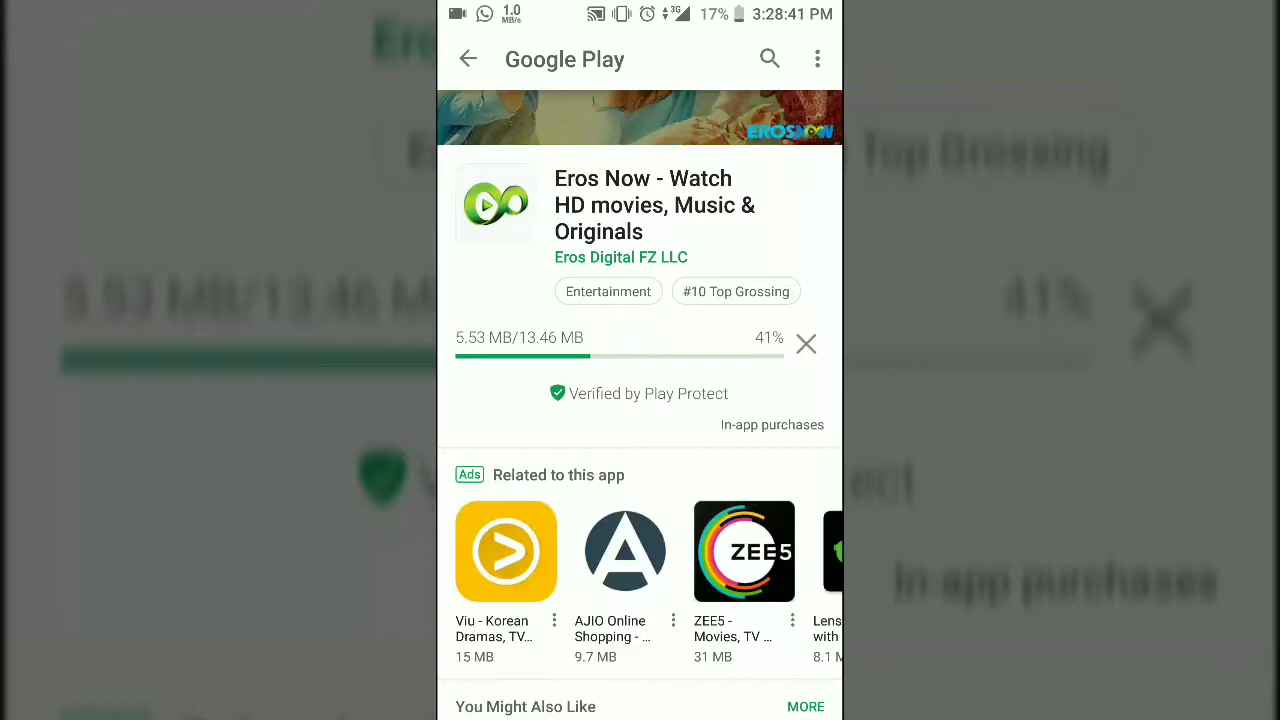 1.0
MB/s
3G
17%
3:28:41 PM
Google Play
EROSNOW
Eros Now - Watch
HD movies, Music &
Originals
Eros Digital FZ LLC
Entertainment
#10 Top Grossing
5.53 MB/13.46 MB
41%
Verified by Play Protect
In-app purchases
Ads
Related to this app
ZEE5
Viu - Korean
Dramas, TV...
15 MB
AJIO Online
Shopping - ...
9.7 MB
ZEE5 -
Movies, TV ...
31 MB
Lens
with
8.1 M
You Might Also Like
MORE